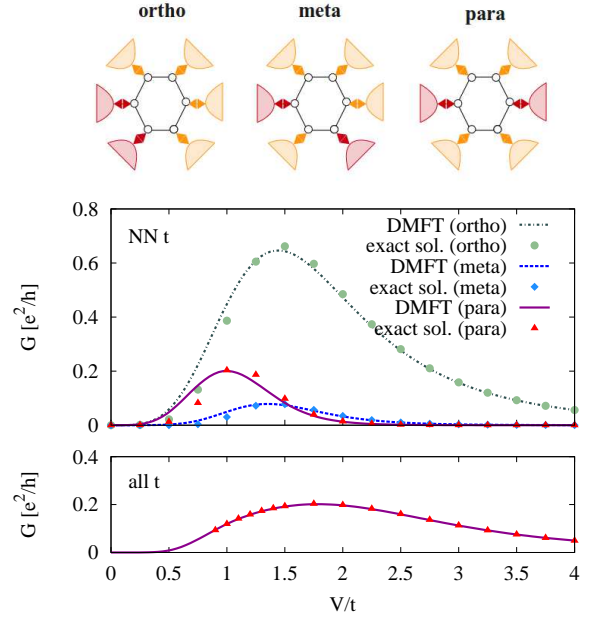 ortho meta para
0.8
NN t
DMFT (ortho)
exact sol. (ortho)
DMFT (meta)
exact sol. (meta)
DMFT (para)
exact sol. (para)
0.6
0.4
0.2
0
G [e²/h]
0.4
all t
0.2
0
G [e²/h]
0 0.5 1 1.5 2 2.5 3 3.5 4
V/t